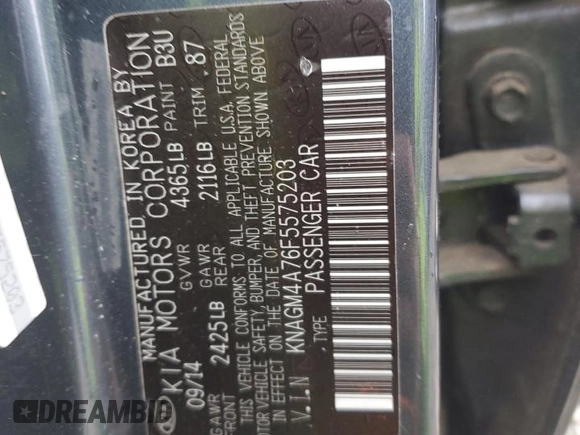 MANUFACTURED IN KOREA BY
KIA MOTORS CORPORATION
09/14 GVWR 4365LB PAINT B3U
GAWR FRONT 2425LB GAWR REAR 2116LB TRIM .87
THIS VEHICLE CONFORMS TO ALL APPLICABLE U.S.A. FEDERAL
MOTOR VEHICLE SAFETY, BUMPER, AND THEFT PREVENTION STANDARDS
IN EFFECT ON THE DATE OF MANUFACTURE SHOWN ABOVE
V.I.N KNAGM4A76F5575203
TYPE PASSENGER CAR
DREAMBID